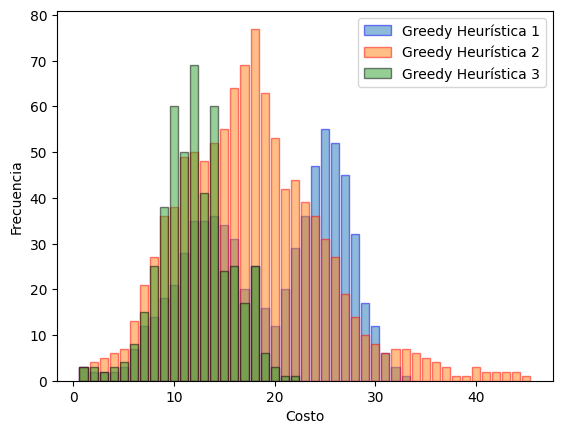 Greedy Heurística 1
Greedy Heurística 2
Greedy Heurística 3
80
70
60
50
40
30
20
10
0
Frecuencia
0 10 20 30 40
Costo